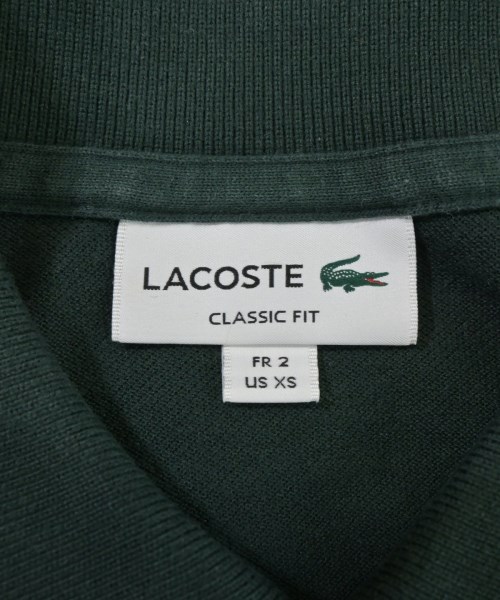 LACOSTE
CLASSIC FIT
FR 2
US XS